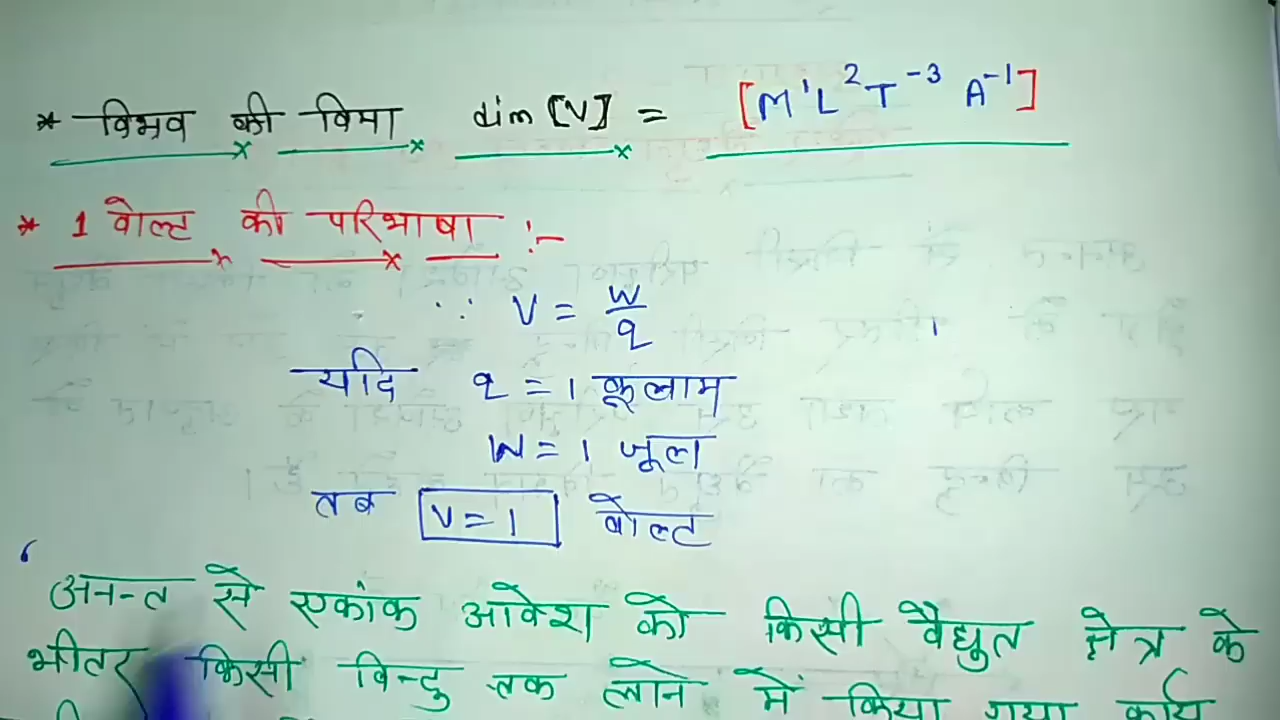 * विभव की विमा dim [V] = [M¹L²T⁻³ A⁻¹]
* 1 वोल्ट की परिभाषा :-
∵ V = W/q
यदि q = 1 कूलाम
W = 1 जूल
तब V = 1 वोल्ट
' अनन्त से एकांक आवेश को किसी वैद्युत क्षेत्र के
भीतर किसी विन्दु तक लाने में किया गया कार्य